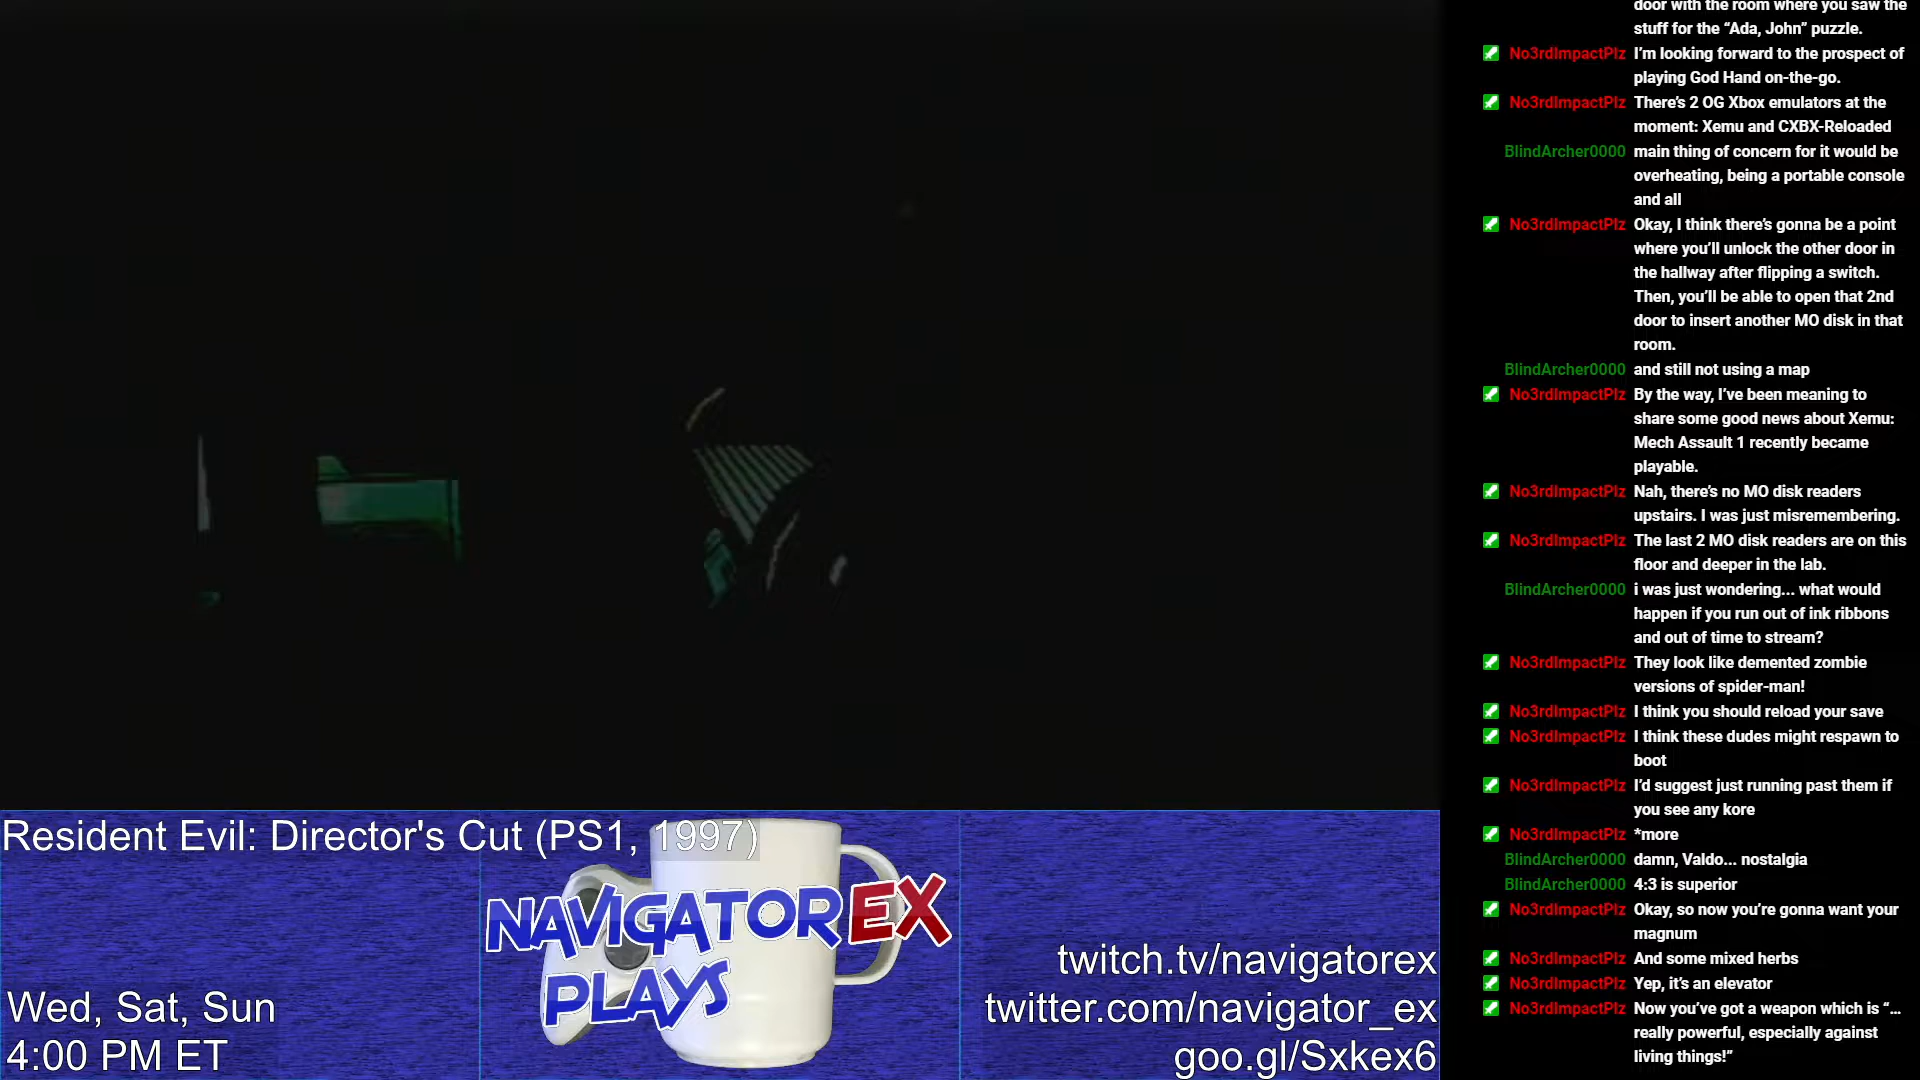 door with the room where you saw the
stuff for the “Ada, John” puzzle.
No3rdImpactPlz I’m looking forward to the prospect of
playing God Hand on-the-go.
No3rdImpactPlz There’s 2 OG Xbox emulators at the
moment: Xemu and CXBX-Reloaded
BlindArcher0000 main thing of concern for it would be
overheating, being a portable console
and all
No3rdImpactPlz Okay, I think there’s gonna be a point
where you’ll unlock the other door in
the hallway after flipping a switch.
Then, you’ll be able to open that 2nd
door to insert another MO disk in that
room.
BlindArcher0000 and still not using a map
No3rdImpactPlz By the way, I’ve been meaning to
share some good news about Xemu:
Mech Assault 1 recently became
playable.
No3rdImpactPlz Nah, there’s no MO disk readers
upstairs. I was just misremembering.
No3rdImpactPlz The last 2 MO disk readers are on this
floor and deeper in the lab.
BlindArcher0000 i was just wondering... what would
happen if you run out of ink ribbons
and out of time to stream?
No3rdImpactPlz They look like demented zombie
versions of spider-man!
No3rdImpactPlz I think you should reload your save
No3rdImpactPlz I think these dudes might respawn to
boot
No3rdImpactPlz I’d suggest just running past them if
you see any kore
No3rdImpactPlz *more
BlindArcher0000 damn, Valdo... nostalgia
BlindArcher0000 4:3 is superior
No3rdImpactPlz Okay, so now you’re gonna want your
magnum
No3rdImpactPlz And some mixed herbs
No3rdImpactPlz Yep, it’s an elevator
No3rdImpactPlz Now you’ve got a weapon which is “…
really powerful, especially against
living things!”
Resident Evil: Director's Cut (PS1, 1997)
NAVIGATOR EX
PLAYS
Wed, Sat, Sun
4:00 PM ET
twitch.tv/navigatorex
twitter.com/navigator_ex
goo.gl/Sxkex6